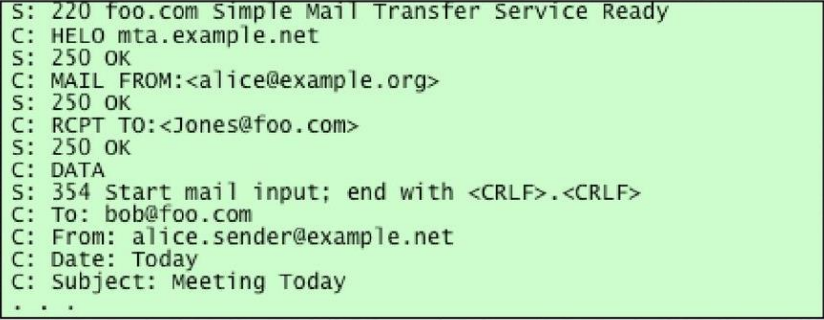 S: 220 foo.com Simple Mail Transfer Service Ready
C: HELO mta.example.net
S: 250 OK
C: MAIL FROM:<alice@example.org>
S: 250 OK
C: RCPT TO:<Jones@foo.com>
S: 250 OK
C: DATA
S: 354 Start mail input; end with <CRLF>.<CRLF>
C: To: bob@foo.com
C: From: alice.sender@example.net
C: Date: Today
C: Subject: Meeting Today
. . .